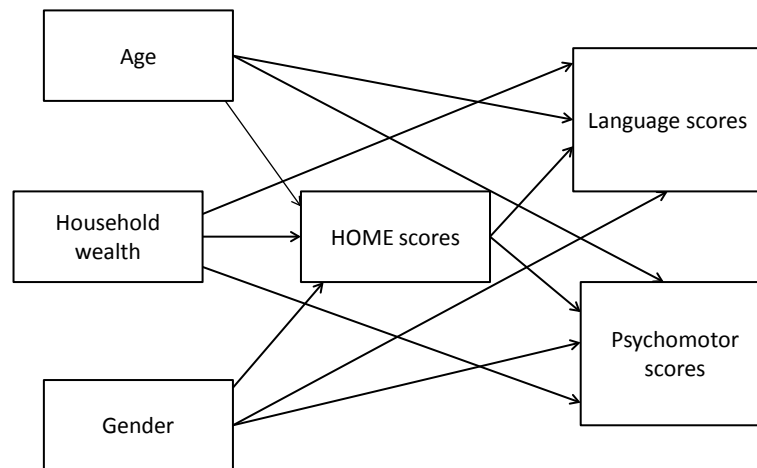 Age
Language scores
Household
wealth
HOME scores
Psychomotor
scores
Gender